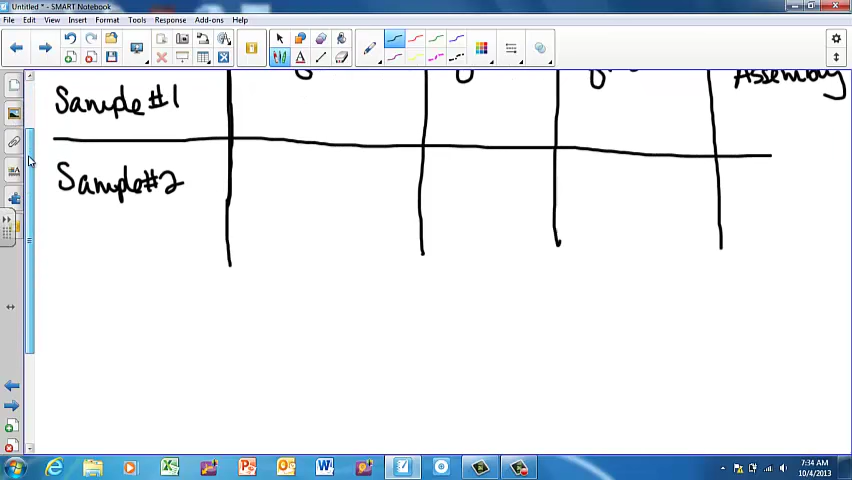 Untitled * - SMART Notebook
File Edit View Insert Format Tools Response Add-ons Help
Assembly
Sample #1
Sample #2
7:34 AM
10/4/2013